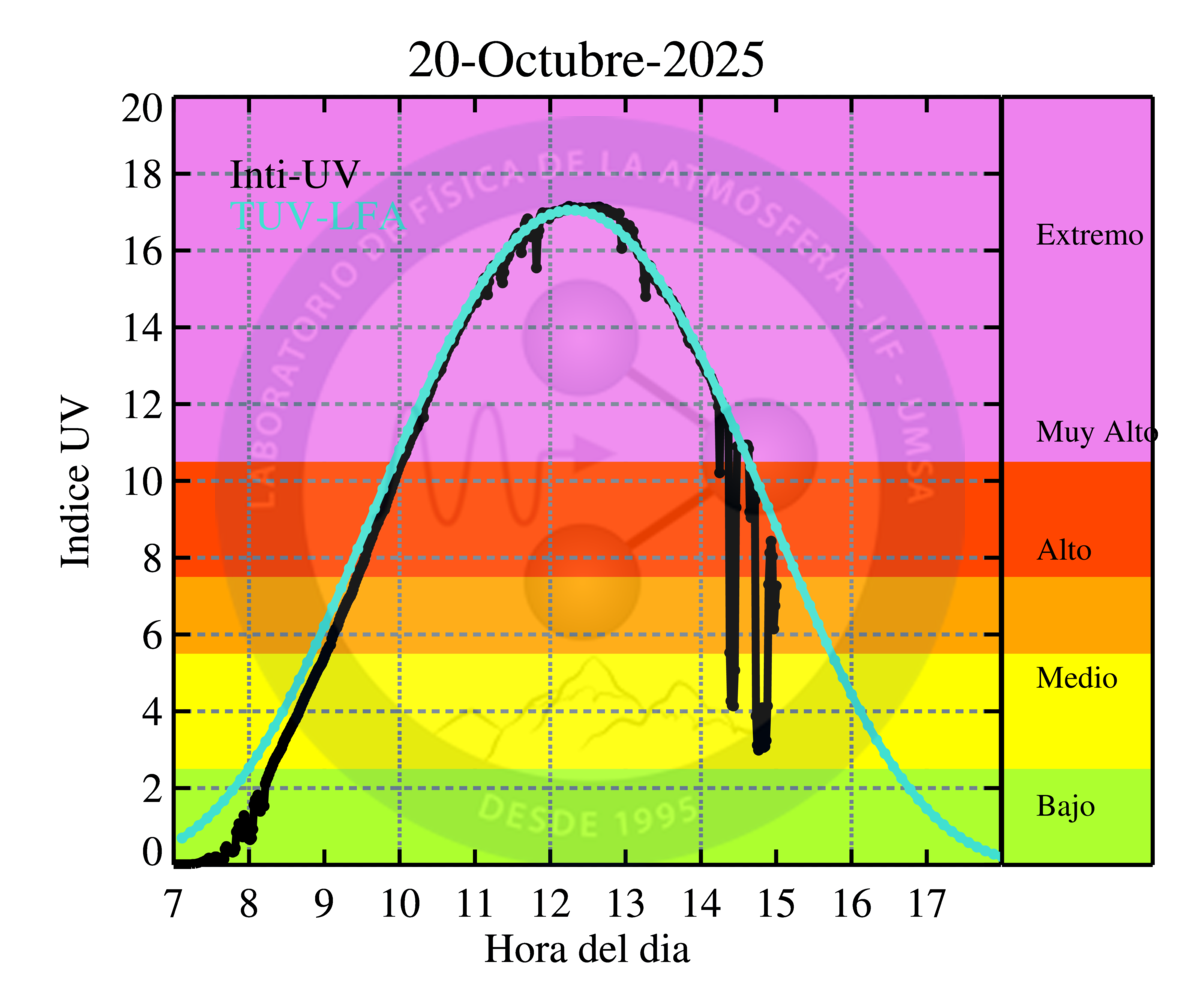 20-Octubre-2025
Inti-UV
TUV-LFA
LABORATORIO DE FÍSICA DE LA ATMÓSFERA - IIF - UMSA
DESDE 1995
Indice UV
20
18
16
14
12
10
8
6
4
2
0
7 8 9 10 11 12 13 14 15 16 17
Hora del dia
Extremo
Muy Alto
Alto
Medio
Bajo